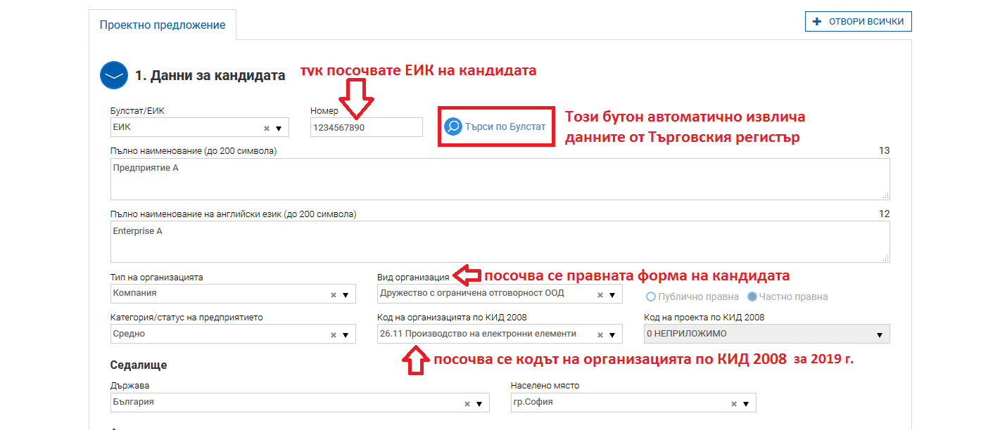 Проектно предложение
ОТВОРИ ВСИЧКИ
1. Данни за кандидата
тук посочвате ЕИК на кандидата
Булстат/ЕИК
Номер
ЕИК
1234567890
Търси по Булстат
Този бутон автоматично извлича
данните от Търговския регистър
Пълно наименование (до 200 символа)
13
Предприятие А
Пълно наименование на английски език (до 200 символа)
12
Enterprise A
Тип на организацията
Вид организация
посочва се правната форма на кандидата
Компания
Дружество с ограничена отговорност ООД
Публично правна
Частно правна
Категория/статус на предприятието
Код на организацията по КИД 2008
Код на проекта по КИД 2008
Средно
26.11 Производство на електронни елементи
0 НЕПРИЛОЖИМО
посочва се кодът на организацията по КИД 2008 за 2019 г.
Седалище
Държава
Населено място
България
гр.София